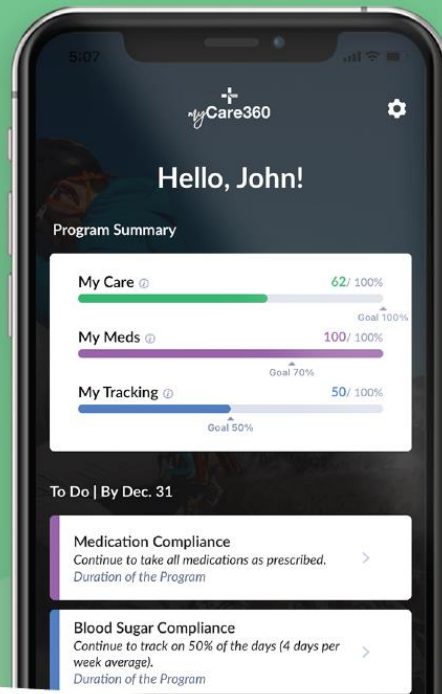 5:07
myCare360
Hello, John!
Program Summary
My Care
62/ 100%
Goal 100%
My Meds
100/ 100%
Goal 70%
My Tracking
50/ 100%
Goal 50%
To Do | By Dec. 31
Medication Compliance
Continue to take all medications as prescribed.
Duration of the Program
Blood Sugar Compliance
Continue to track on 50% of the days (4 days per
week average).
Duration of the Program